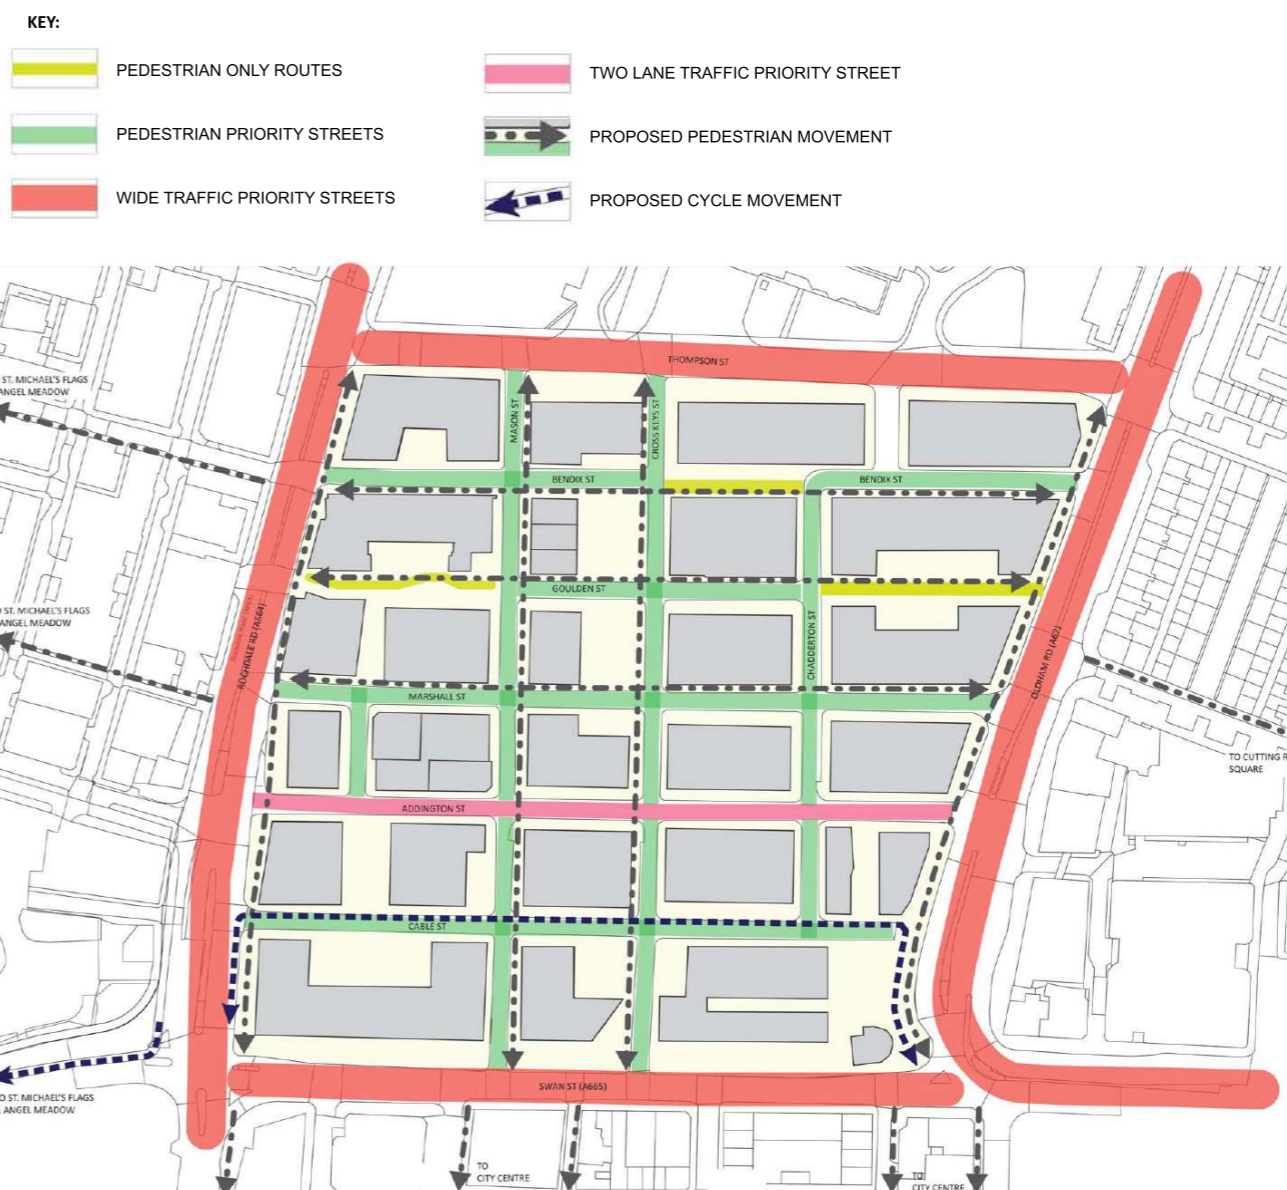 KEY:
PEDESTRIAN ONLY ROUTES
PEDESTRIAN PRIORITY STREETS
WIDE TRAFFIC PRIORITY STREETS
TWO LANE TRAFFIC PRIORITY STREET
PROPOSED PEDESTRIAN MOVEMENT
PROPOSED CYCLE MOVEMENT
THOMPSON ST
ST. MICHAEL'S FLAGS
ANGEL MEADOW
MASON ST
CROSS KEYS ST
BENDIX ST
BENDIX ST
GOULDEN ST
O ST. MICHAEL'S FLAGS
ANGEL MEADOW
ROCHDALE RD (A664)
CHADDERTON ST
OLDHAM RD (A62)
MARSHALL ST
TO CUTTING R
SQUARE
ADDINGTON ST
CABLE ST
SWAN ST (A665)
O ST. MICHAEL'S FLAGS
ANGEL MEADOW
TO
CITY CENTRE
TO
CITY CENTRE